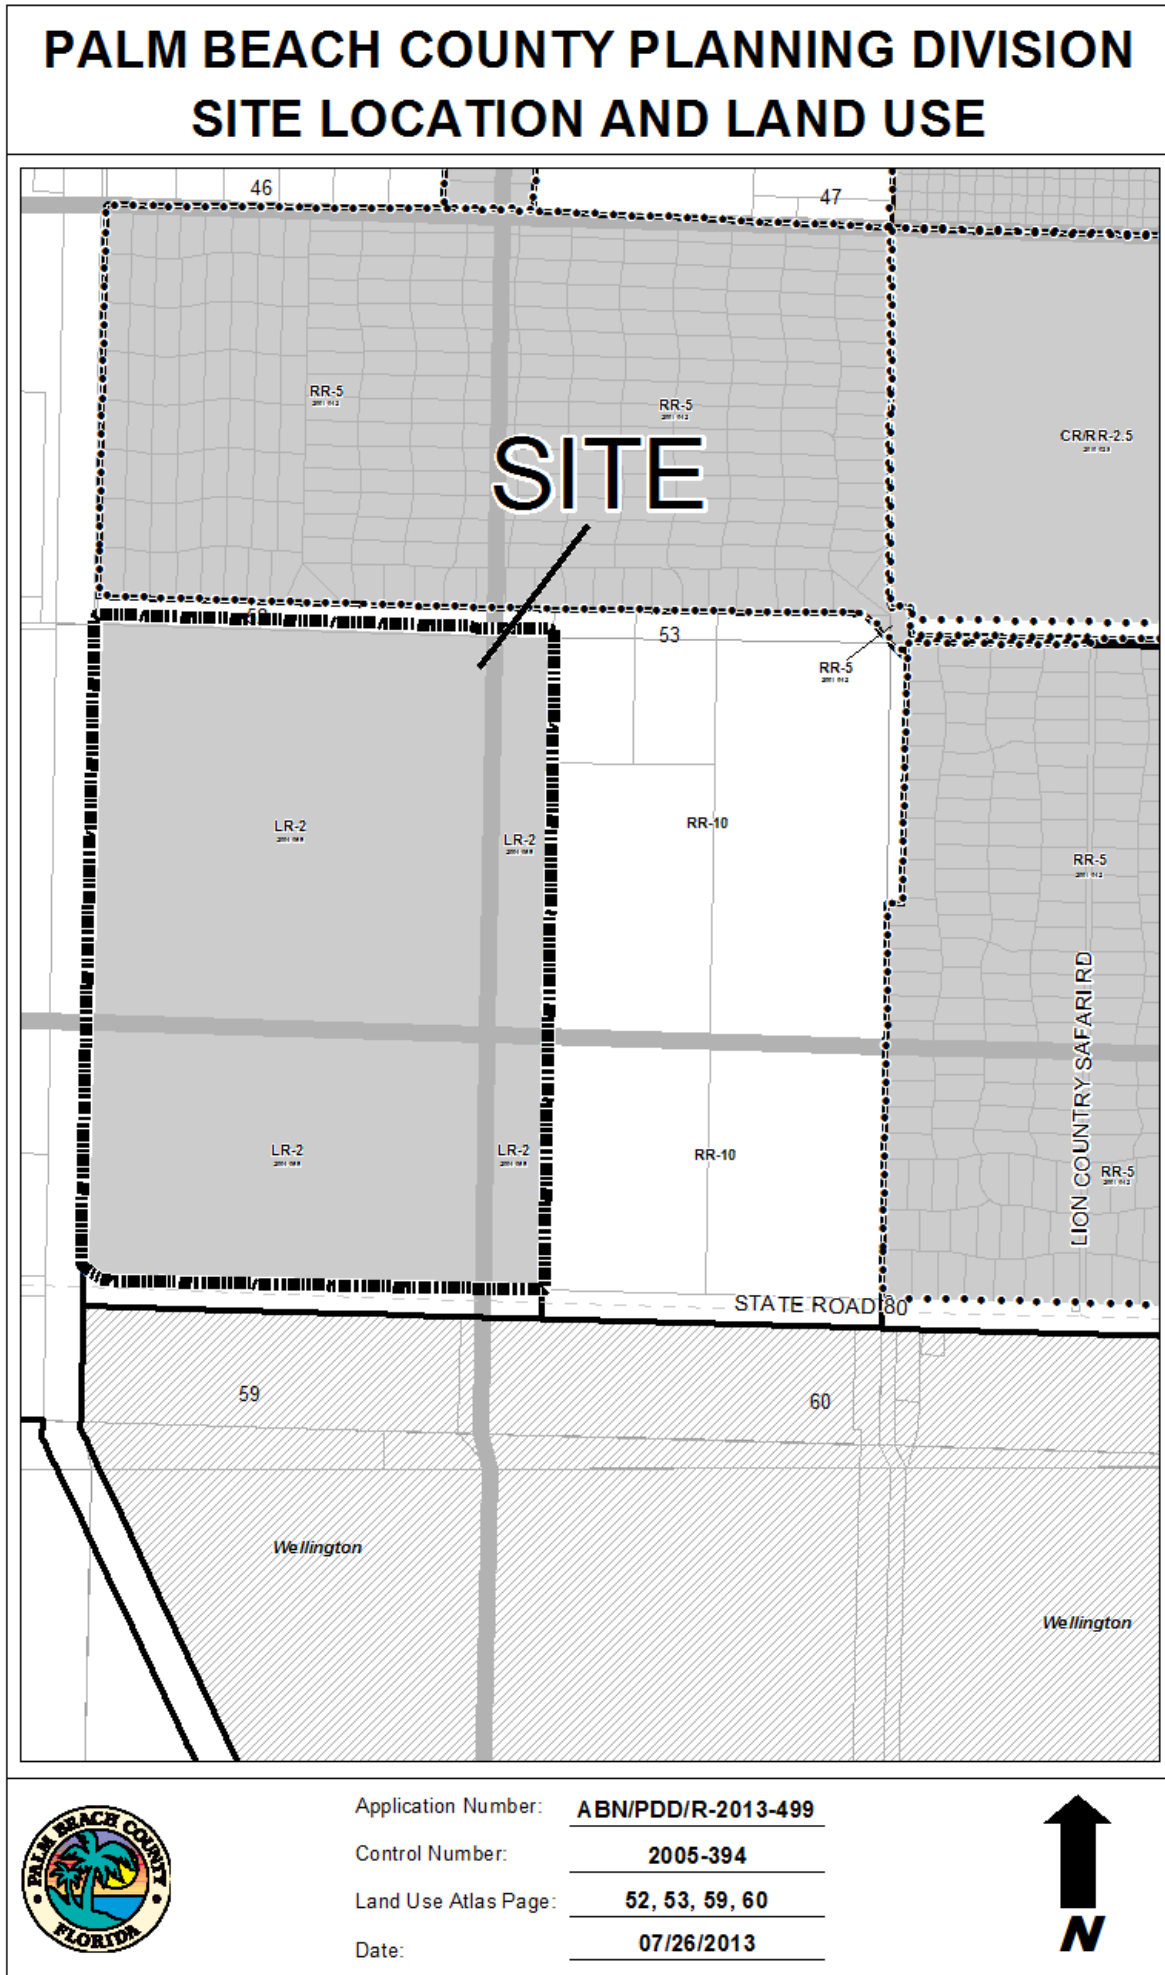 PALM BEACH COUNTY PLANNING DIVISION
SITE LOCATION AND LAND USE
46
47
RR-5
RR-5
CR/RR-2.5
SITE
53
RR-5
LR-2
LR-2
RR-10
RR-5
LION COUNTRY SAFARI RD
LR-2
LR-2
RR-10
RR-5
STATE ROAD 80
59
60
Wellington
Wellington
PALM BEACH COUNTY
FLORIDA
Application Number: ABN/PDD/R-2013-499
Control Number: 2005-394
Land Use Atlas Page: 52, 53, 59, 60
Date: 07/26/2013
N